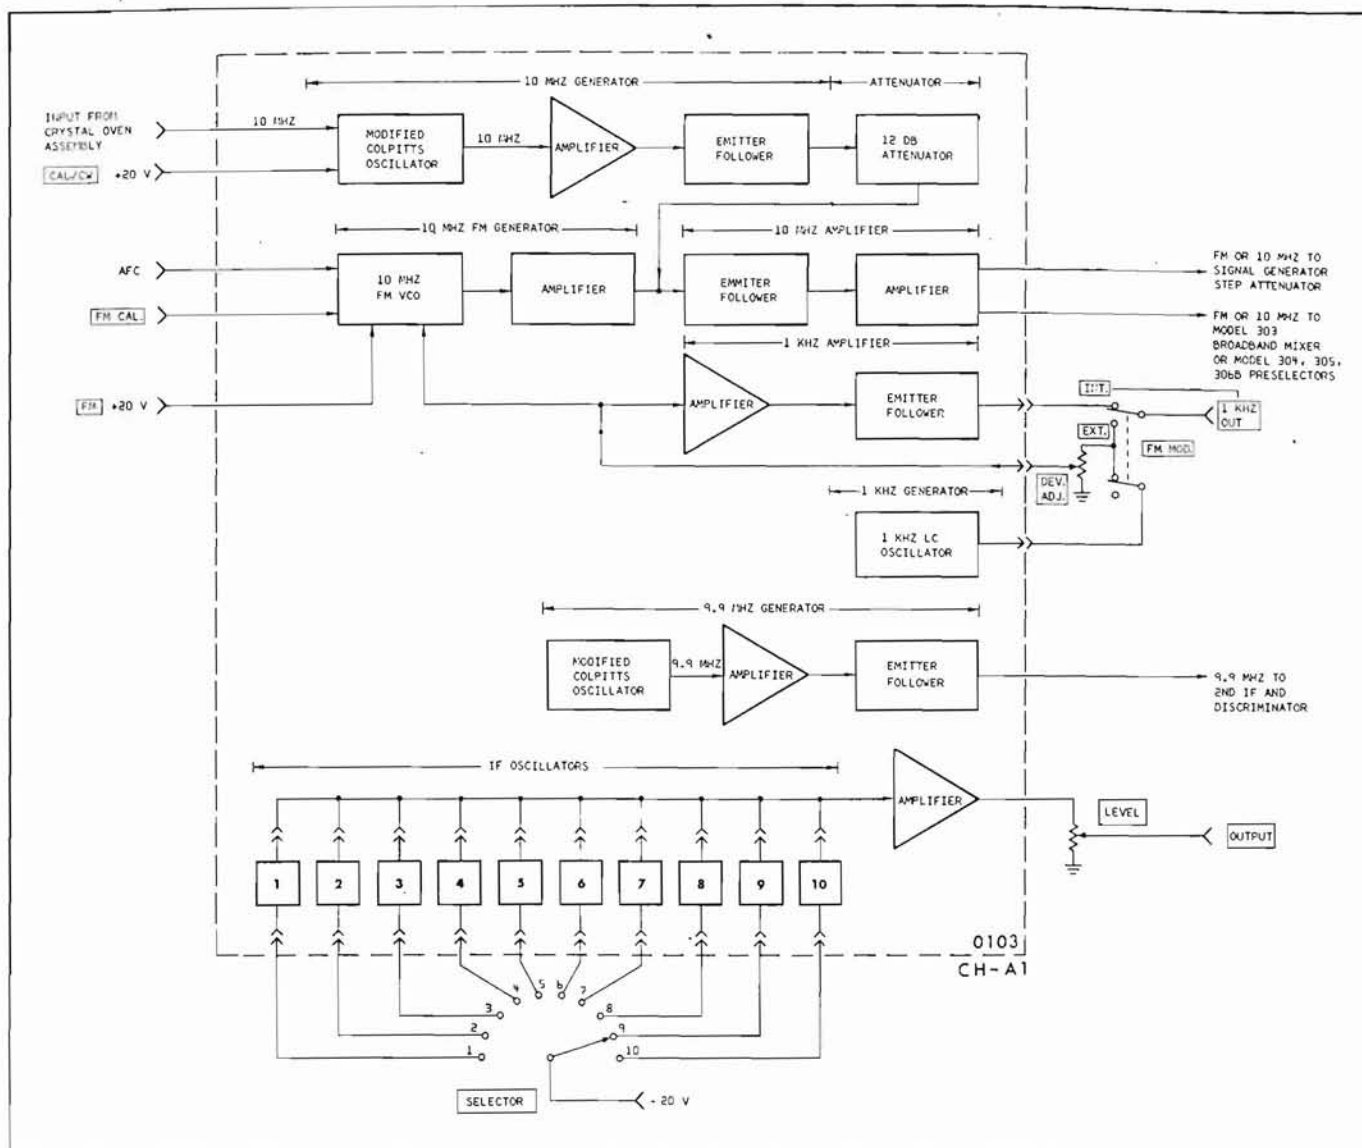 10 MHZ GENERATOR
ATTENUATOR
INPUT FROM
CRYSTAL OVEN
ASSEMBLY
10 MHZ
MODIFIED
COLPITTS
OSCILLATOR
10 MHZ
AMPLIFIER
EMITTER
FOLLOWER
12 DB
ATTENUATOR
CAL/CW +20 V
10 MHZ FM GENERATOR
10 MHZ AMPLIFIER
AFC
10 MHZ
FM VCO
AMPLIFIER
EMMITER
FOLLOWER
AMPLIFIER
FM OR 10 MHZ TO
SIGNAL GENERATOR
STEP ATTENUATOR
FM CAL.
FM OR 10 MHZ TO
MODEL 303
BROADBAND MIXER
OR MODEL 304, 305,
306B PRESELECTORS
1 KHZ AMPLIFIER
FM +20 V
AMPLIFIER
EMITTER
FOLLOWER
INT.
1 KHZ
OUT
EXT.
FM MOD.
DEV.
ADJ.
1 KHZ GENERATOR
1 KHZ LC
OSCILLATOR
9.9 MHZ GENERATOR
MODIFIED
COLPITTS
OSCILLATOR
9.9 MHZ
AMPLIFIER
EMITTER
FOLLOWER
9.9 MHZ TO
2ND IF AND
DISCRIMINATOR
IF OSCILLATORS
AMPLIFIER
LEVEL
OUTPUT
1 2 3 4 5 6 7 8 9 10
0103
CH-A1
1 2 3 4 5 6 7 8 9 10
SELECTOR
- 20 V